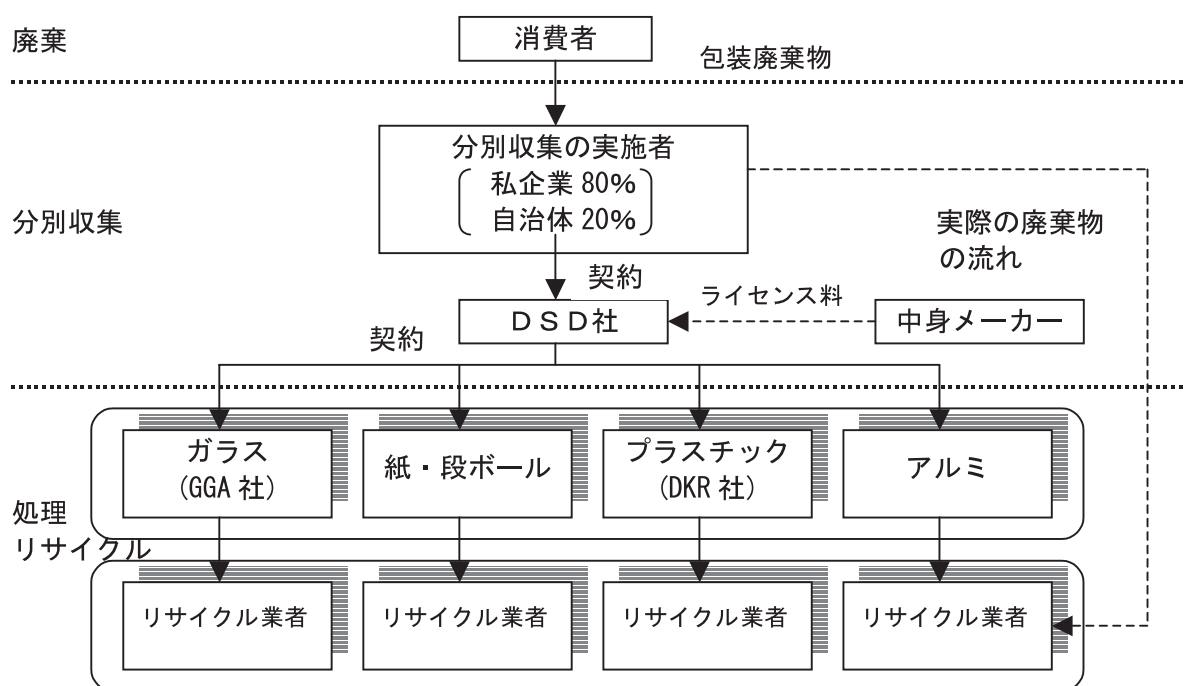 廃棄
消費者
包装廃棄物
分別収集の実施者
私企業 80%
自治体 20%
分別収集
実際の廃棄物
の流れ
契約
ライセンス料
DSD社
中身メーカー
契約
ガラス
(GGA 社)
紙・段ボール
プラスチック
(DKR 社)
アルミ
処理
リサイクル
リサイクル業者
リサイクル業者
リサイクル業者
リサイクル業者